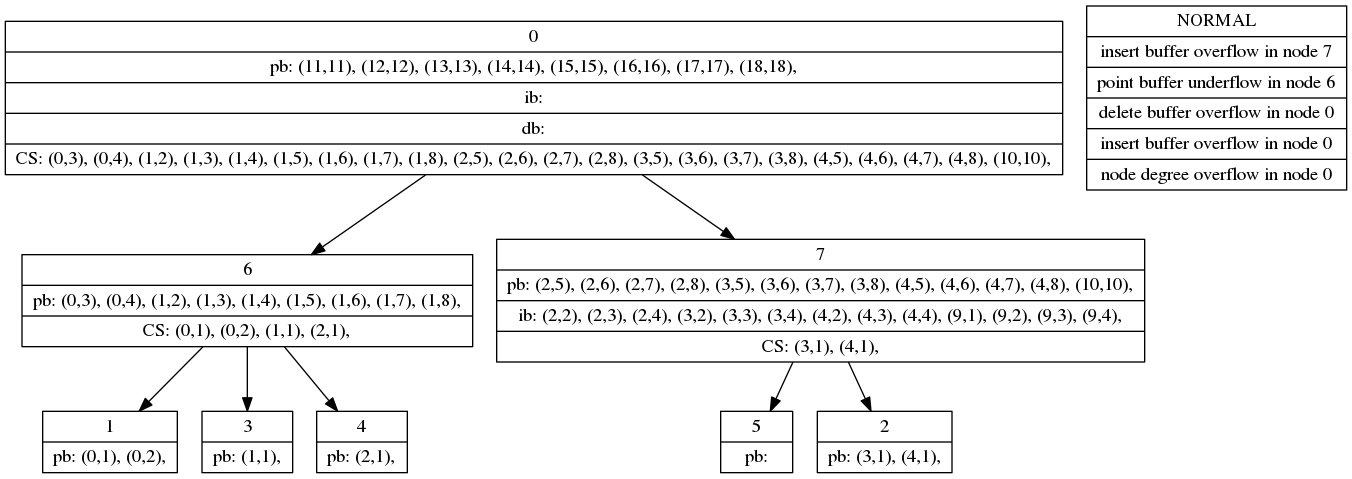 0
pb: (11,11), (12,12), (13,13), (14,14), (15,15), (16,16), (17,17), (18,18),
ib:
db:
CS: (0,3), (0,4), (1,2), (1,3), (1,4), (1,5), (1,6), (1,7), (1,8), (2,5), (2,6), (2,7), (2,8), (3,5), (3,6), (3,7), (3,8), (4,5), (4,6), (4,7), (4,8), (10,10),
NORMAL
insert buffer overflow in node 7
point buffer underflow in node 6
delete buffer overflow in node 0
insert buffer overflow in node 0
node degree overflow in node 0
6
pb: (0,3), (0,4), (1,2), (1,3), (1,4), (1,5), (1,6), (1,7), (1,8),
CS: (0,1), (0,2), (1,1), (2,1),
7
pb: (2,5), (2,6), (2,7), (2,8), (3,5), (3,6), (3,7), (3,8), (4,5), (4,6), (4,7), (4,8), (10,10),
ib: (2,2), (2,3), (2,4), (3,2), (3,3), (3,4), (4,2), (4,3), (4,4), (9,1), (9,2), (9,3), (9,4),
CS: (3,1), (4,1),
1
pb: (0,1), (0,2),
3
pb: (1,1),
4
pb: (2,1),
5
pb:
2
pb: (3,1), (4,1),